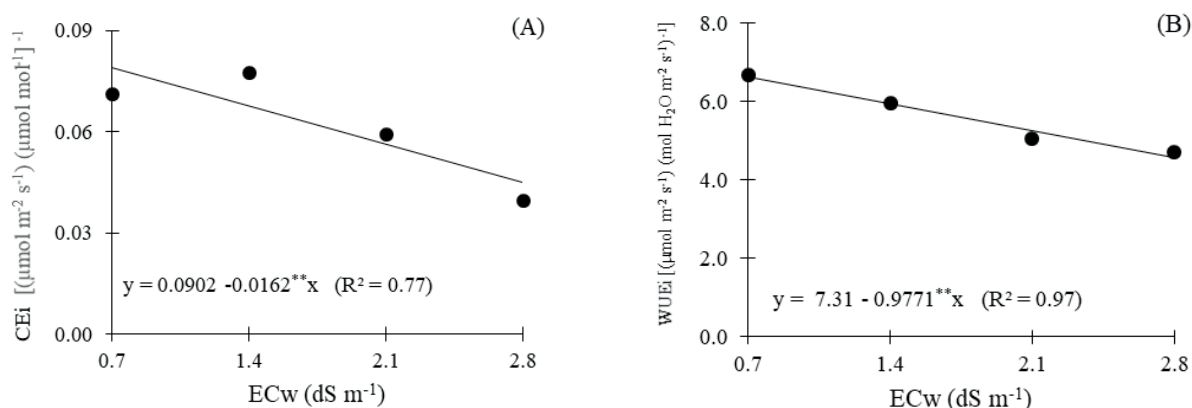 (A)
CEi [(μmol m⁻² s⁻¹) (μmol mol⁻¹] ⁻¹
0.09
0.06
0.03
0.00
y = 0.0902 -0.0162**x (R² = 0.77)
0.7 1.4 2.1 2.8
ECw (dS m⁻¹)
(B)
WUEi [(μmol m⁻² s⁻¹) (mol H₂O m⁻² s⁻¹)⁻¹]
8.0
6.0
4.0
2.0
0.0
y = 7.31 - 0.9771**x (R² = 0.97)
0.7 1.4 2.1 2.8
ECw (dS m⁻¹)